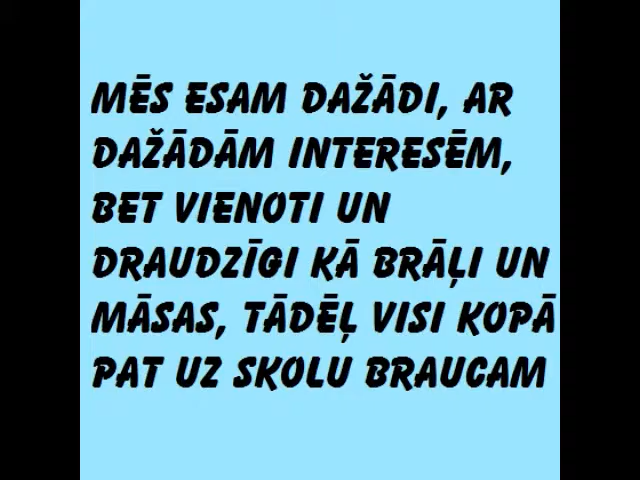 MĒS ESAM DAŽĀDI, AR
DAŽĀDĀM INTERESĒM,
BET VIENOTI UN
DRAUDZĪGI KĀ BRĀĻI UN
MĀSAS, TĀDĒĻ VISI KOPĀ
PAT UZ SKOLU BRAUCAM